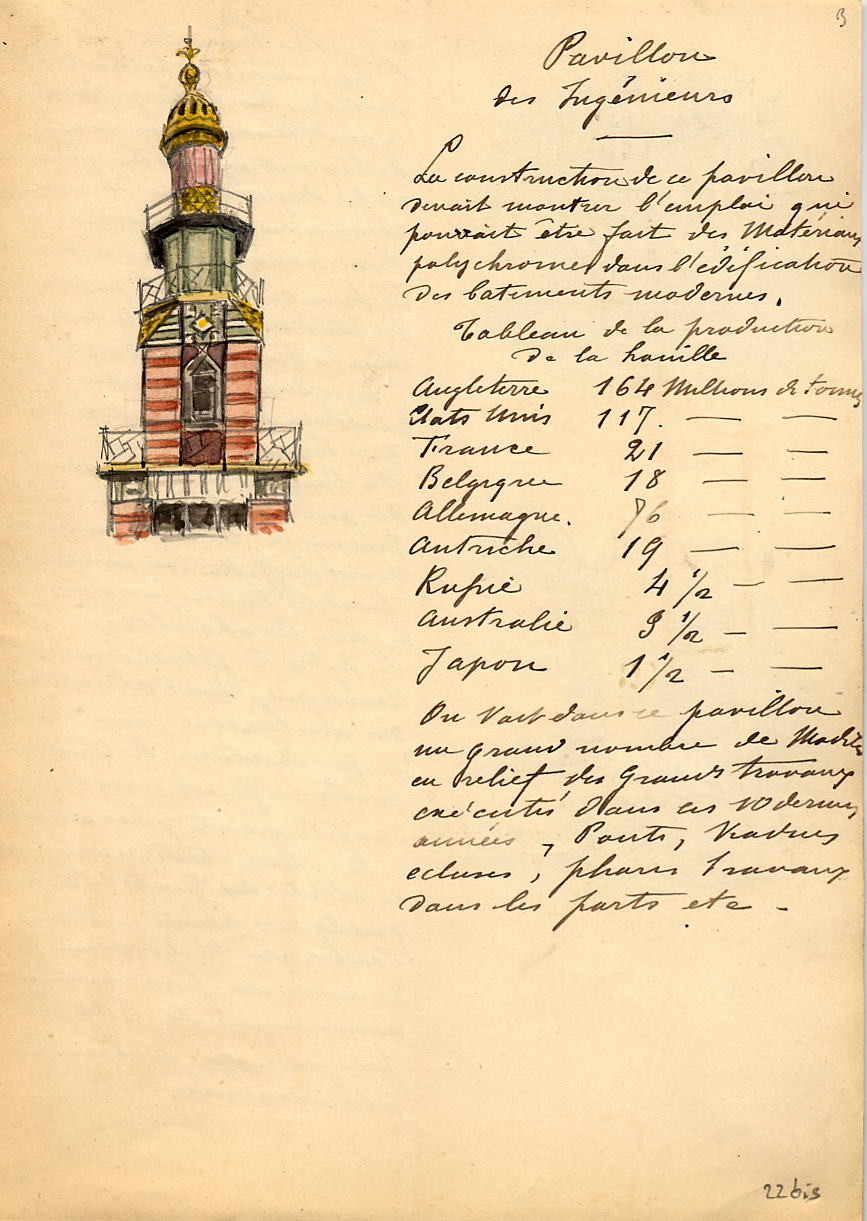 B
Pavillon
des Ingénieurs
La construction de ce pavillon
devait montrer l'emploi qui
pouvait être fait des Matériaux
polychromes dans l'édification
des batiments modernes.
Tableau de la production
de la houille
Angleterre 164 Millions de tonnes
Etats Unis 117. — —
France 21 — —
Belgique 18 — —
Allemagne. 76 — —
Autriche 19 — —
Russie 4 1/2 — —
Australie 3 1/2 — —
Japon 1 1/2 — —
On voit dans ce pavillon
un grand nombre de Modèles
en relief des Grands travaux
exécutés dans ces 10 dernières
années, Ponts, Viaducs
ecluses, phares travaux
dans les ports etc -
22 bis